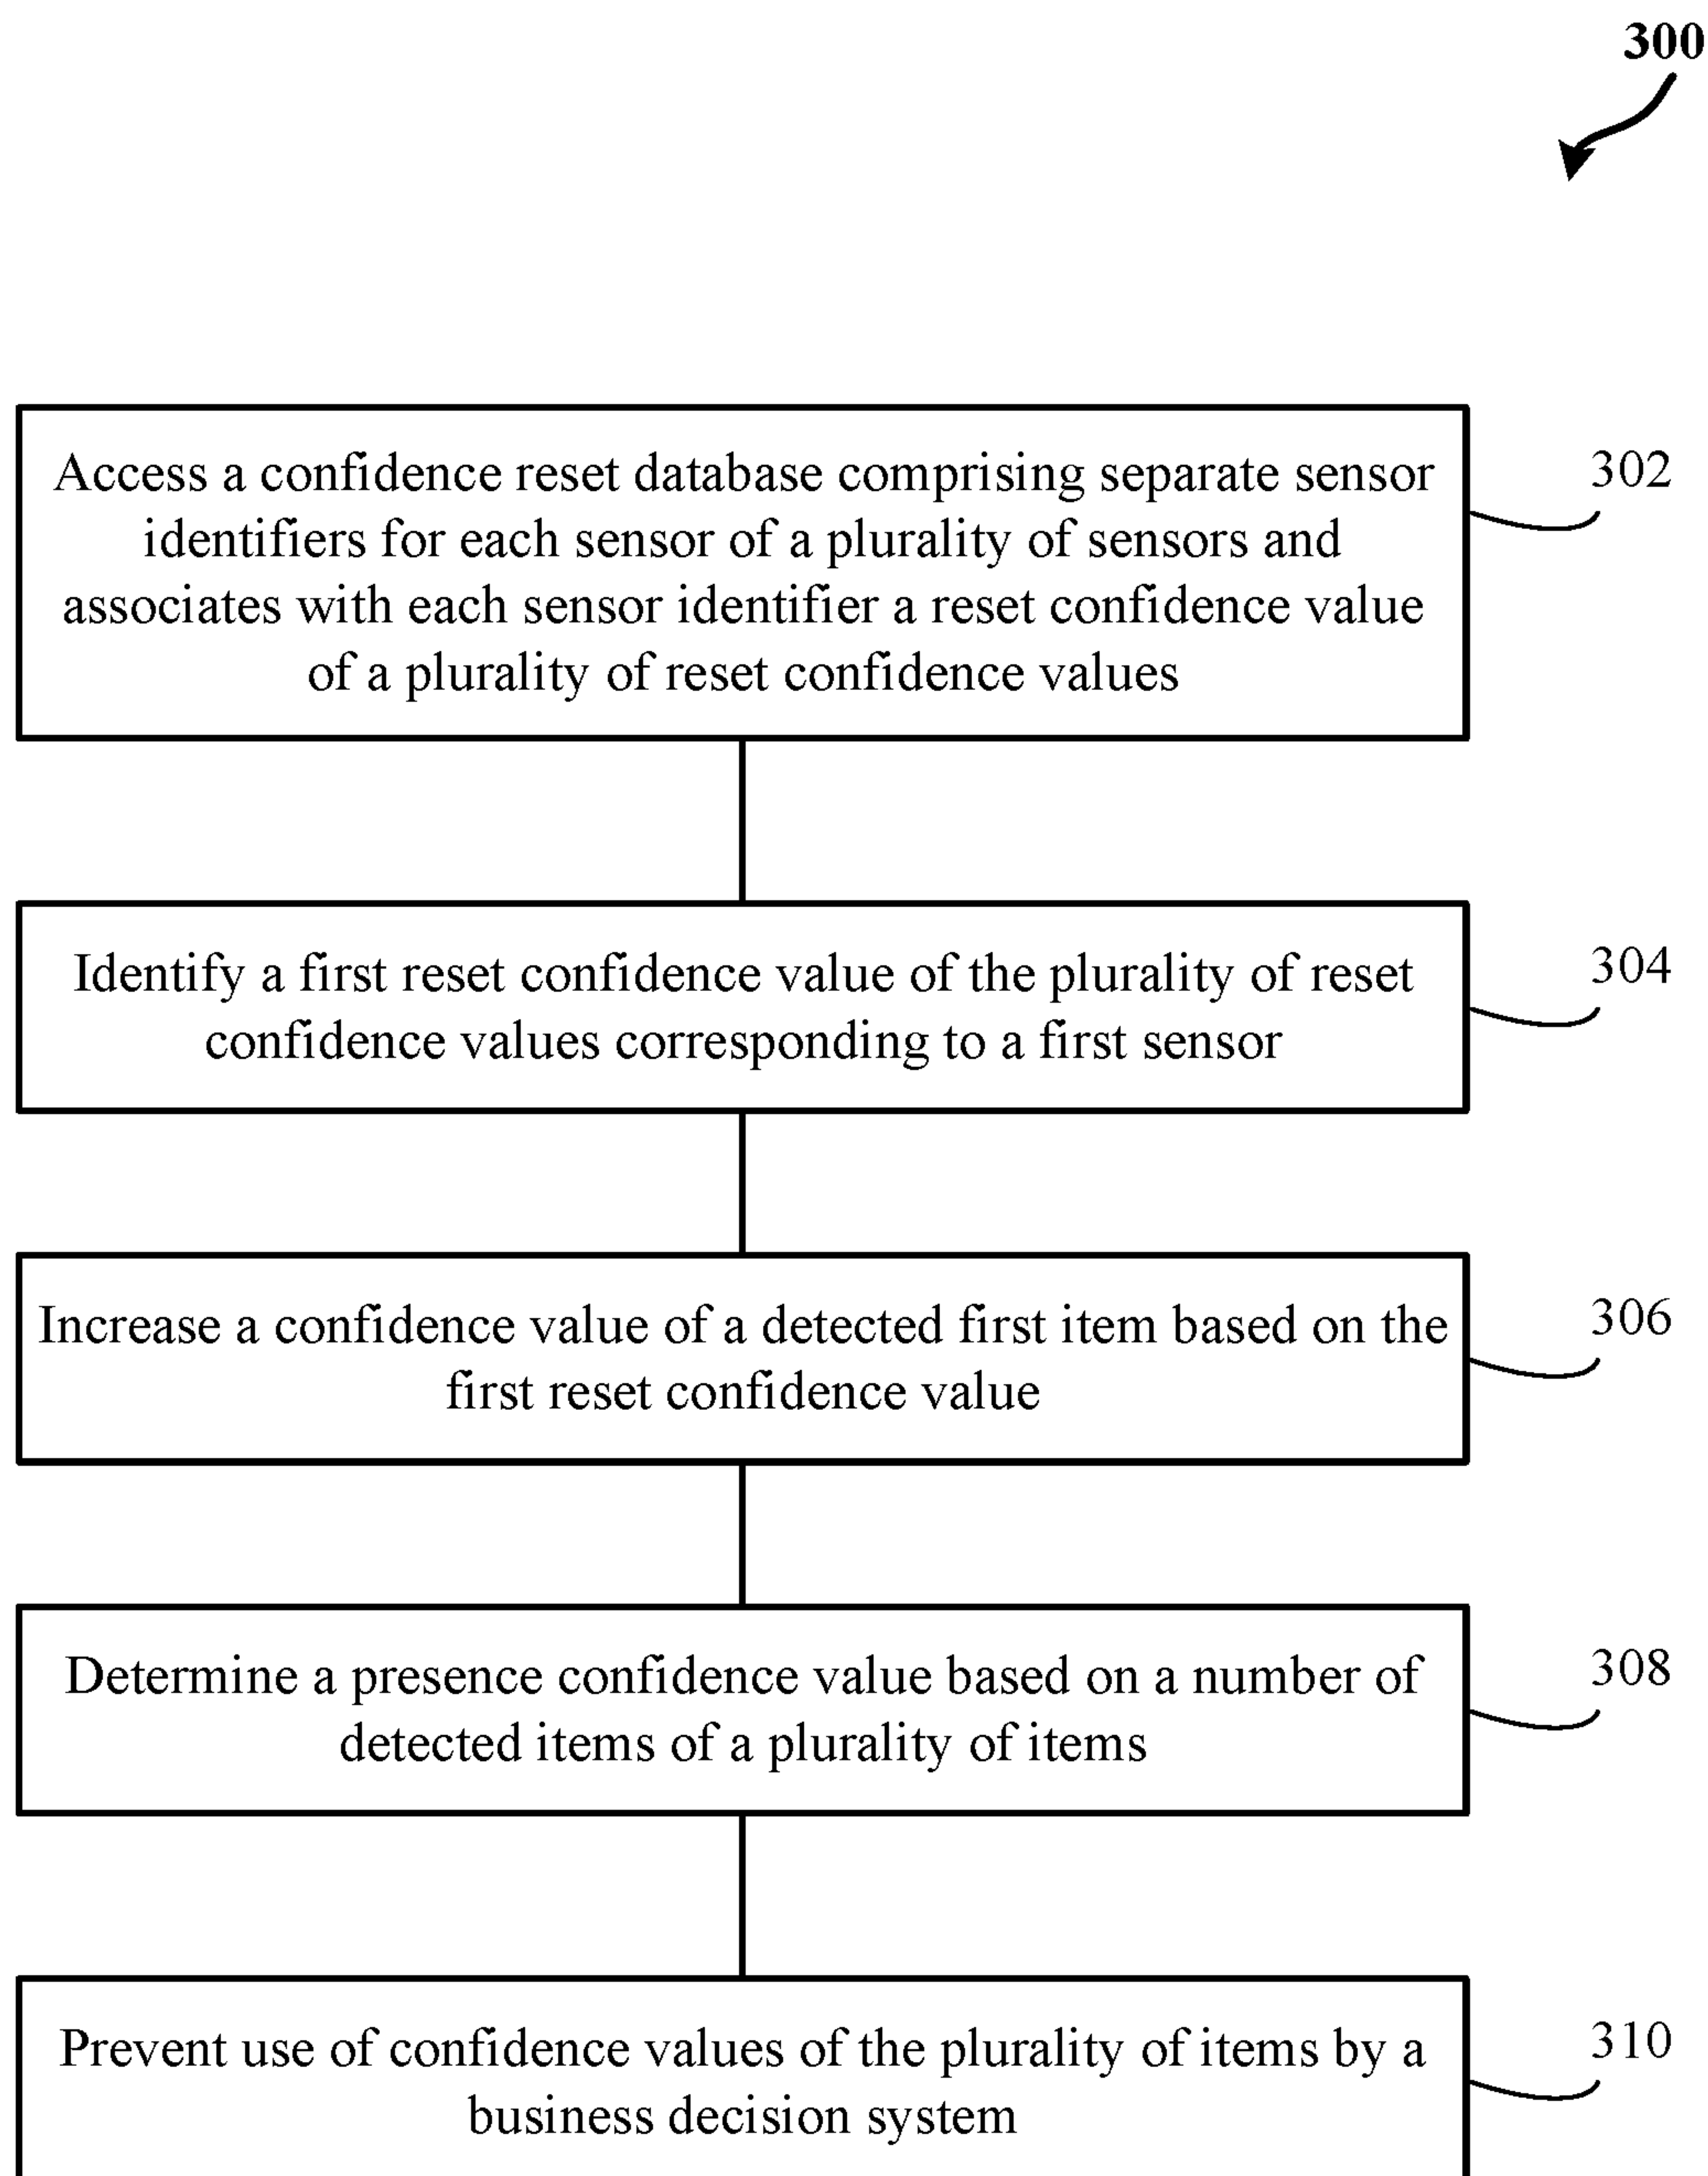 300
Access a confidence reset database comprising separate sensor
identifiers for each sensor of a plurality of sensors and
associates with each sensor identifier a reset confidence value
of a plurality of reset confidence values
302
Identify a first reset confidence value of the plurality of reset
confidence values corresponding to a first sensor
304
Increase a confidence value of a detected first item based on the
first reset confidence value
306
Determine a presence confidence value based on a number of
detected items of a plurality of items
308
Prevent use of confidence values of the plurality of items by a
business decision system
310